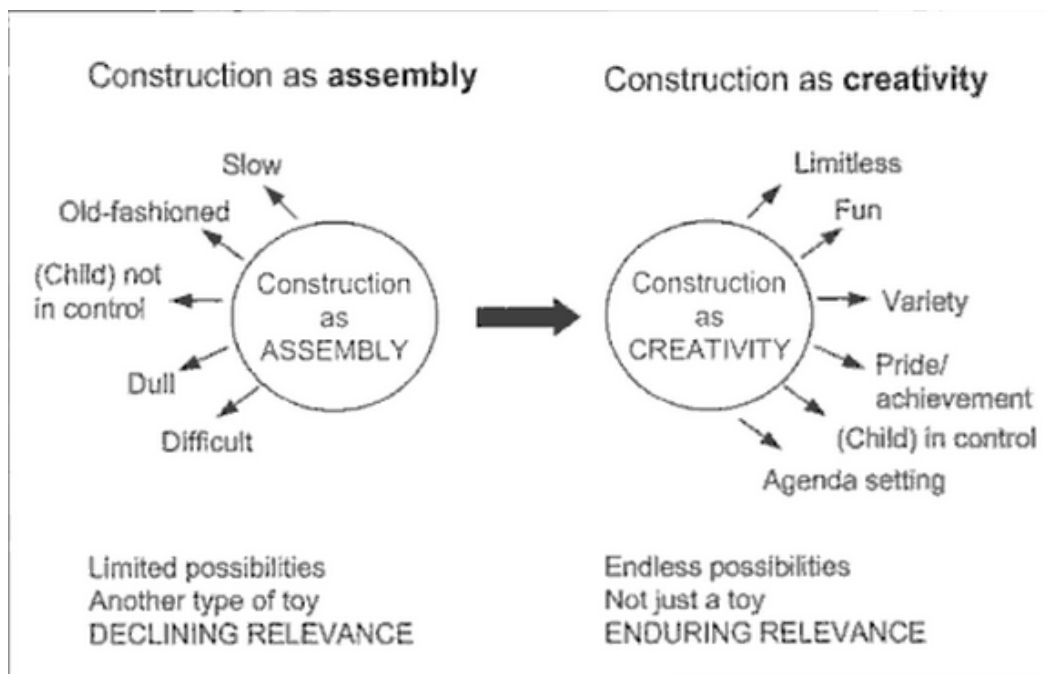 Construction as assembly
Slow
Old-fashioned
(Child) not
in control
Dull
Difficult
Construction
as
ASSEMBLY
Limited possibilities
Another type of toy
DECLINING RELEVANCE
Construction as creativity
Limitless
Fun
Variety
Pride/
achievement
(Child) in control
Agenda setting
Construction
as
CREATIVITY
Endless possibilities
Not just a toy
ENDURING RELEVANCE